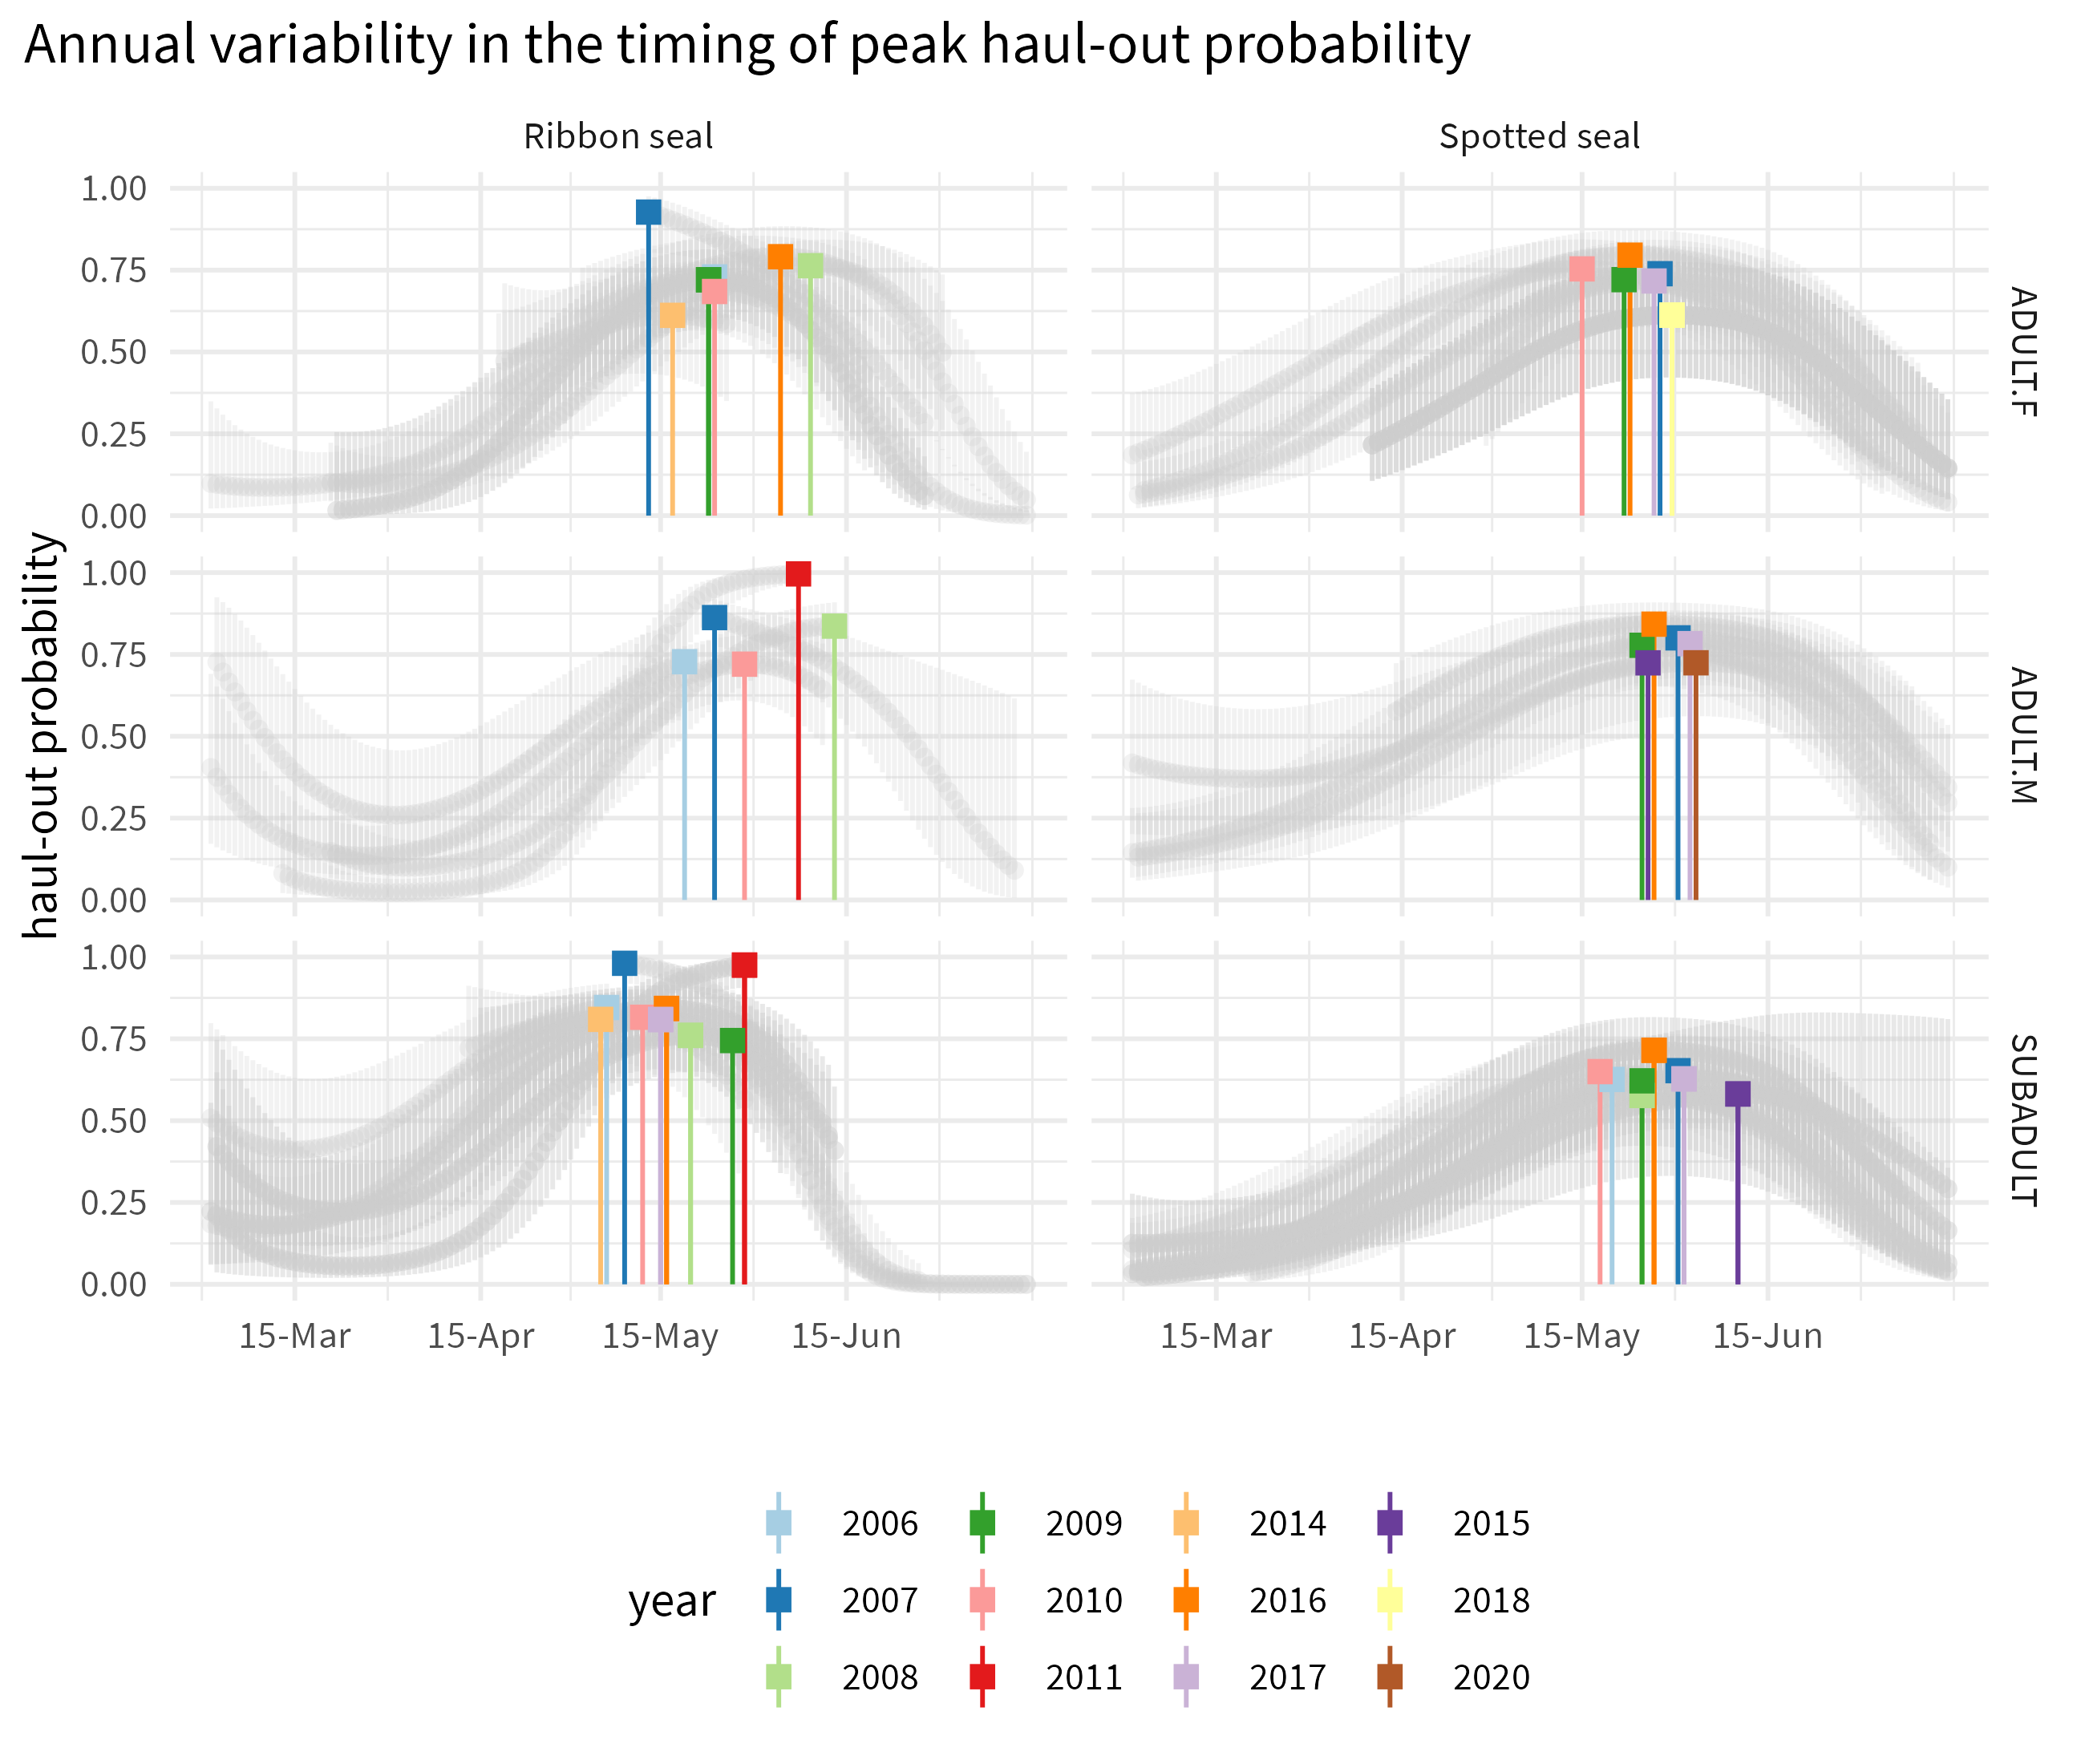 Annual variability in the timing of peak haul-out probability
Ribbon seal
Spotted seal
haul-out probability
1.00
0.75
0.50
0.25
0.00
ADULT.F
1.00
0.75
0.50
0.25
0.00
ADULT.M
1.00
0.75
0.50
0.25
0.00
SUBADULT
15-Mar 15-Apr 15-May 15-Jun
15-Mar 15-Apr 15-May 15-Jun
year
2006 2009 2014 2015
2007 2010 2016 2018
2008 2011 2017 2020